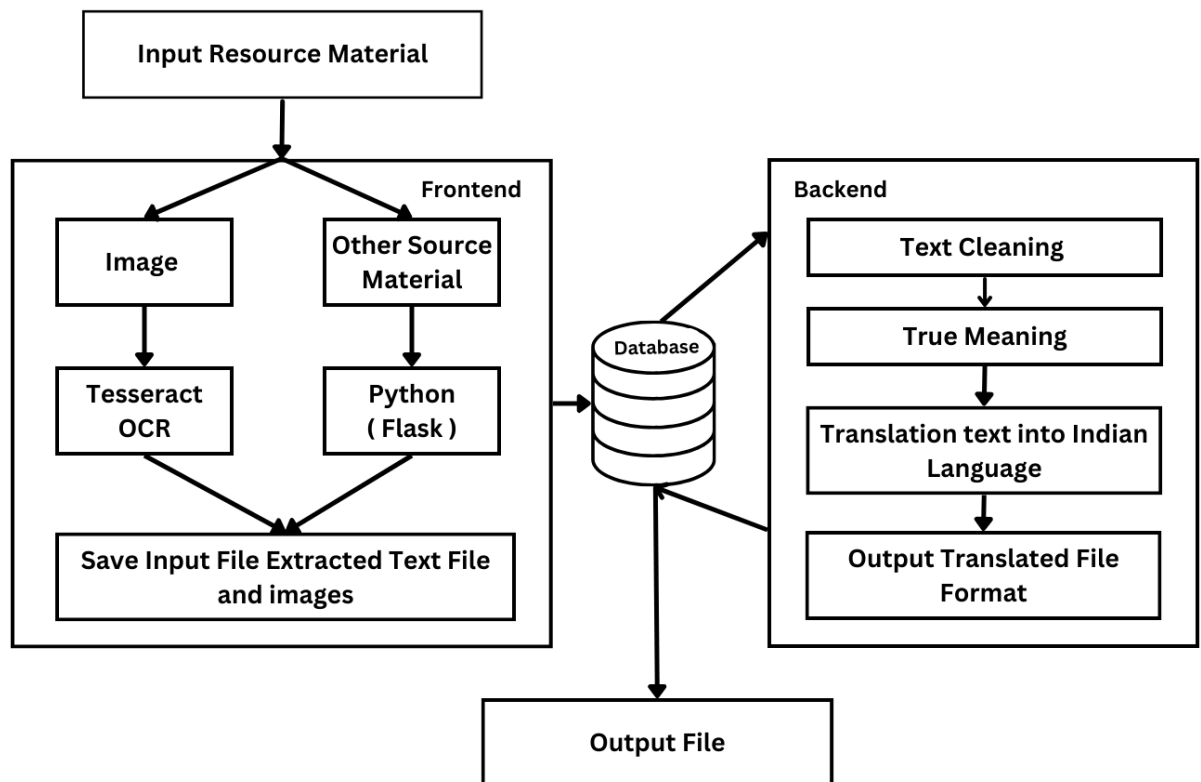 Input Resource Material
Frontend
Image
Other Source
Material
Tesseract
OCR
Python
( Flask )
Save Input File Extracted Text File
and images
Database
Backend
Text Cleaning
True Meaning
Translation text into Indian
Language
Output Translated File
Format
Output File